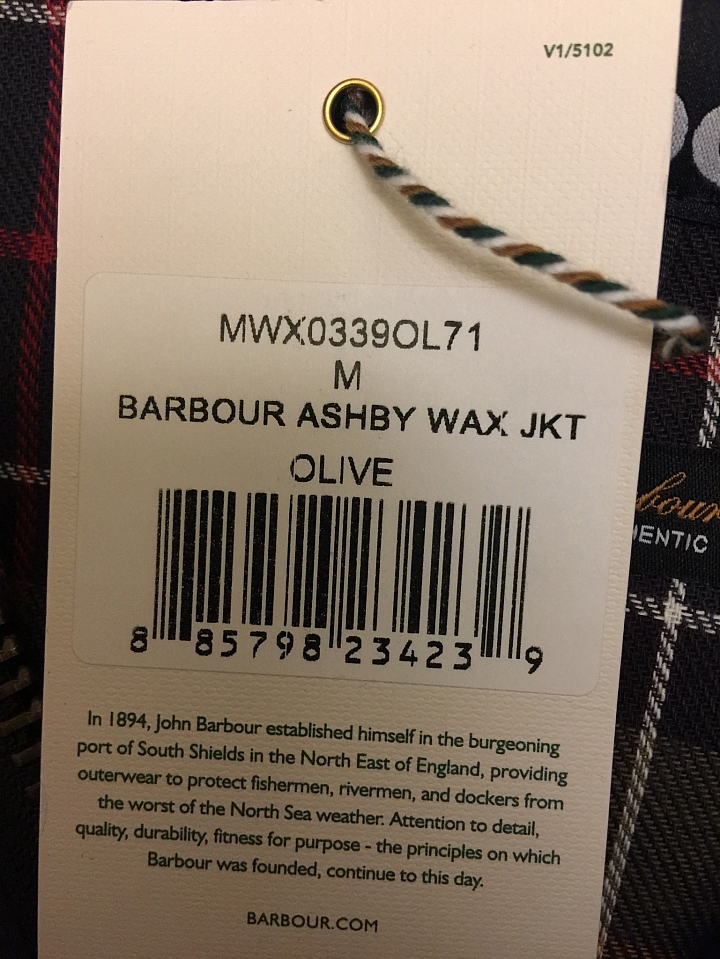 V1/5102
MWX0339OL71
M
BARBOUR ASHBY WAX JKT
OLIVE
8 85798 23423 9
In 1894, John Barbour established himself in the burgeoning
port of South Shields in the North East of England, providing
outerwear to protect fishermen, rivermen, and dockers from
the worst of the North Sea weather. Attention to detail,
quality, durability, fitness for purpose - the principles on which
Barbour was founded, continue to this day.
BARBOUR.COM